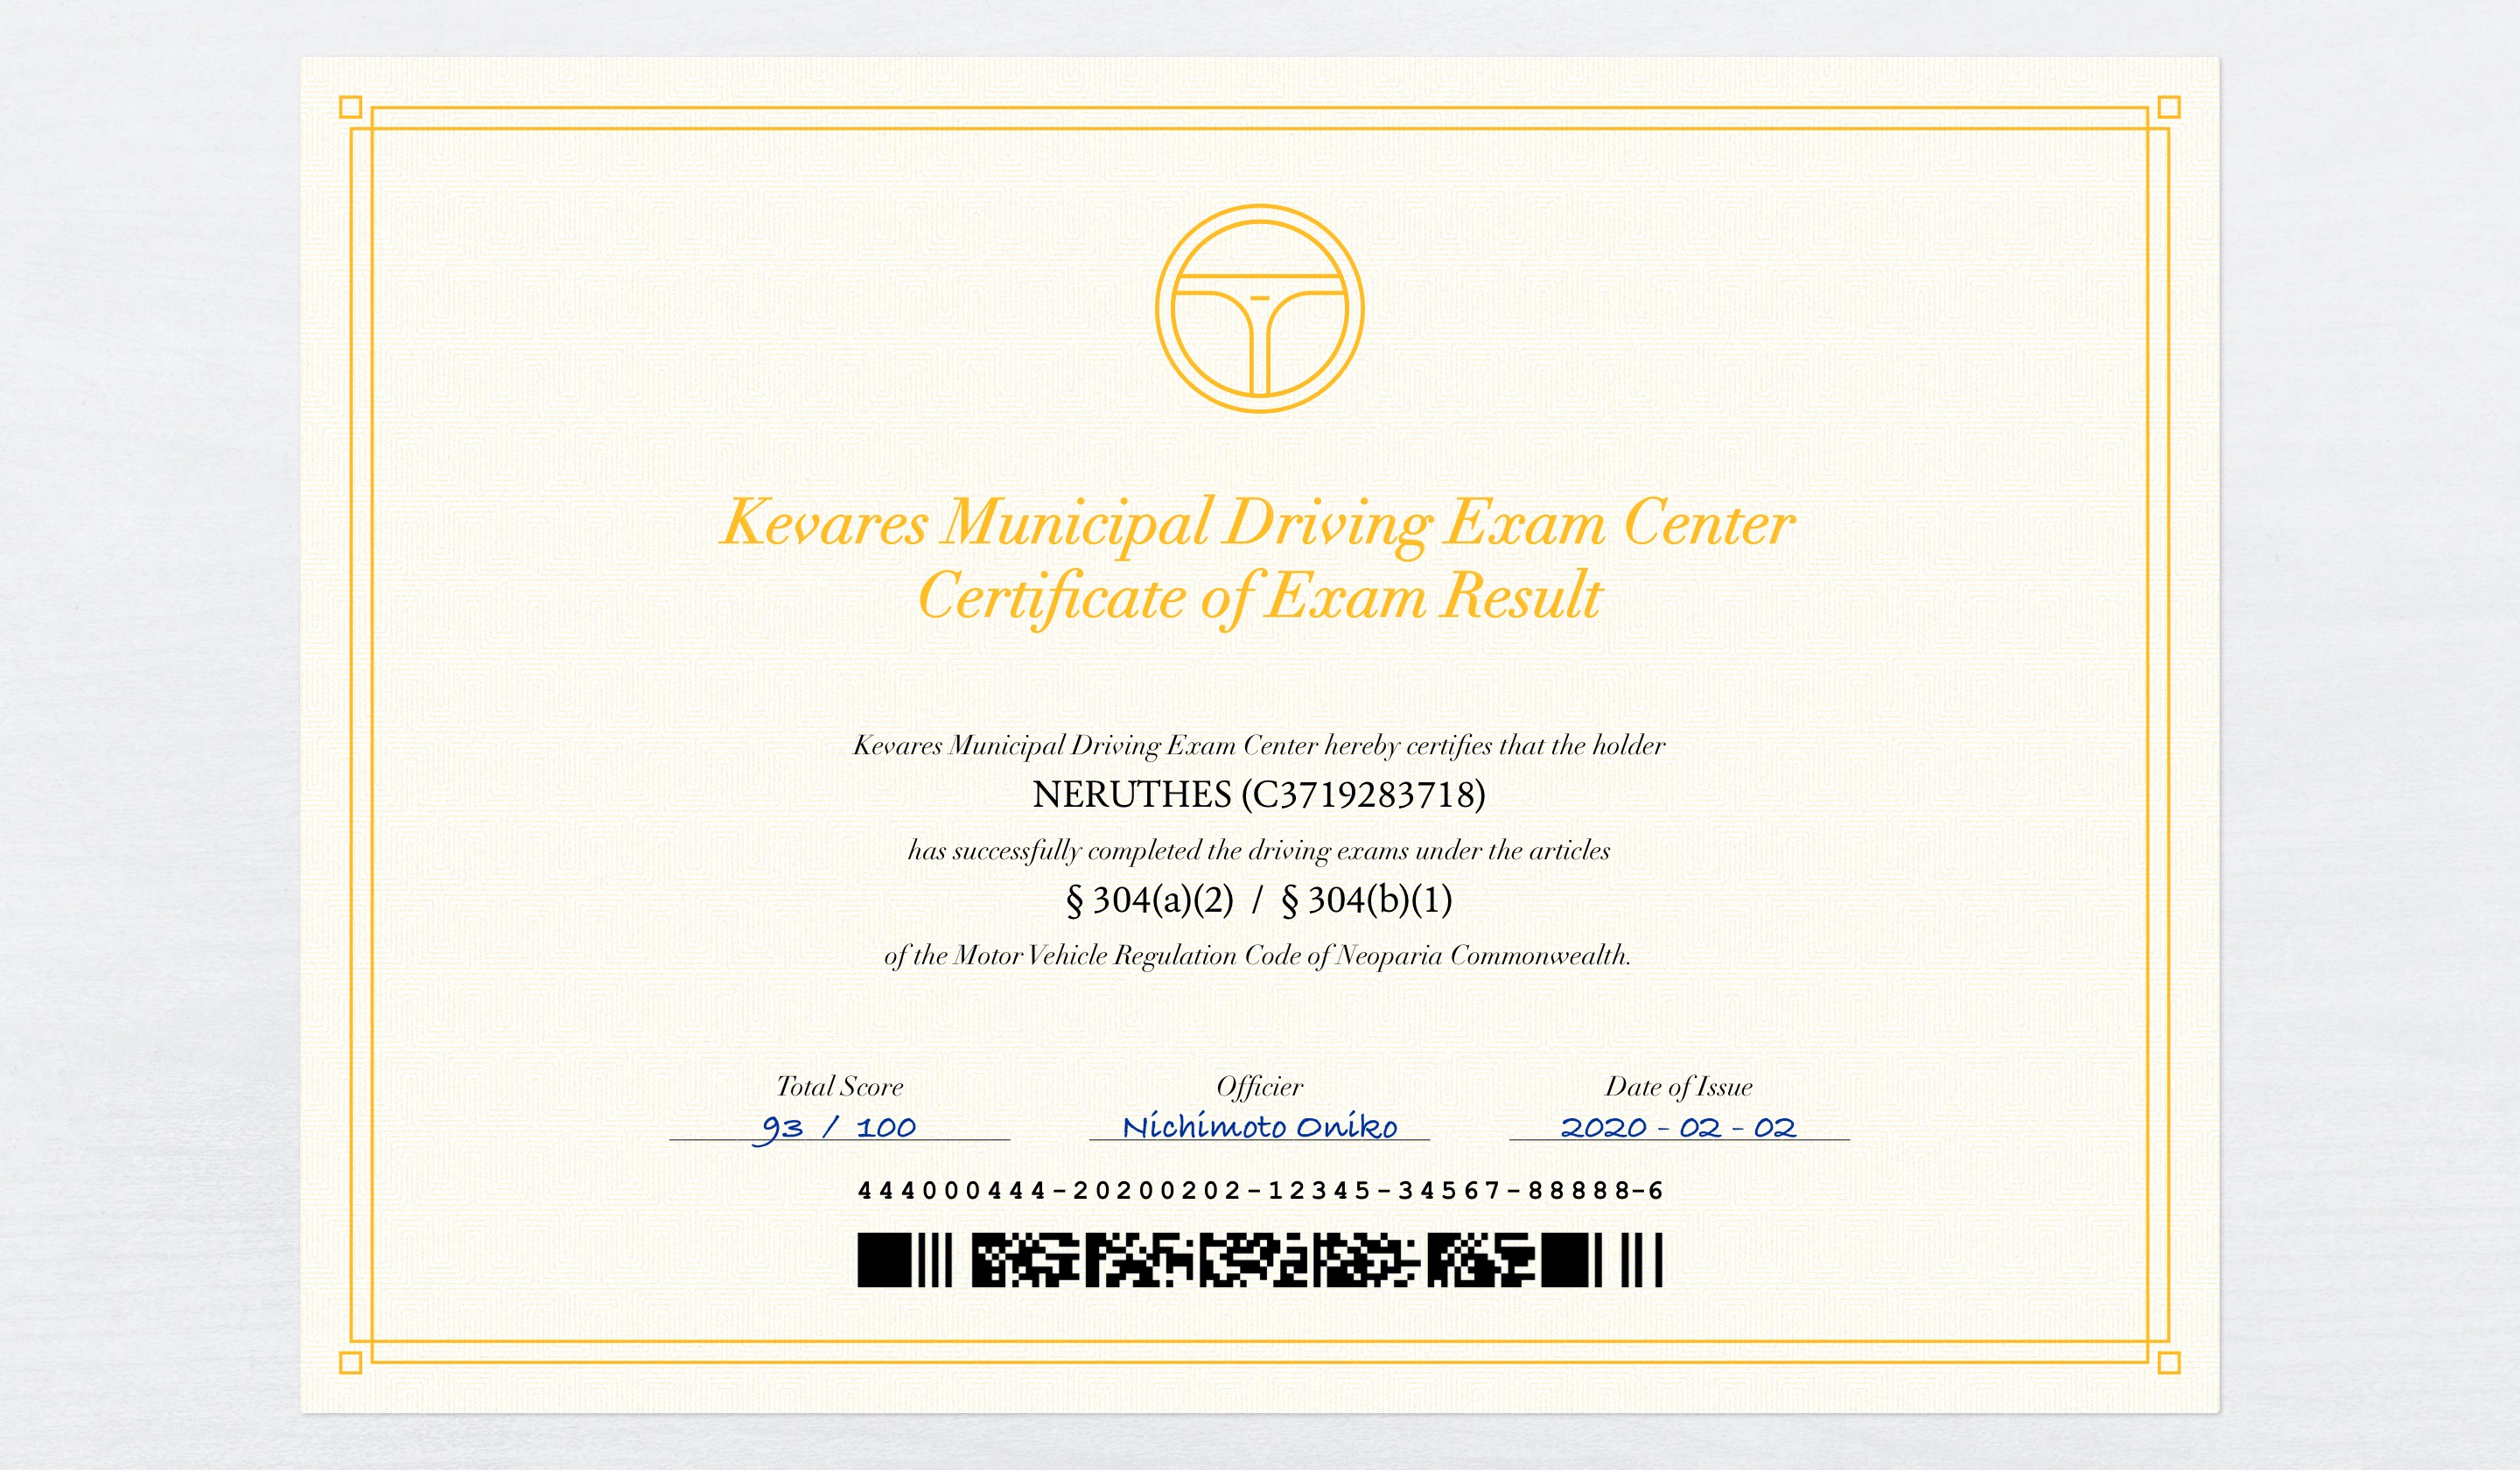 Kevares Municipal Driving Exam Center
Certificate of Exam Result
Kevares Municipal Driving Exam Center hereby certifies that the holder
NERUTHES (C3719283718)
has successfully completed the driving exams under the articles
§ 304(a)(2) / § 304(b)(1)
of the Motor Vehicle Regulation Code of Neoparia Commonwealth.
Total Score Officier Date of Issue
93 / 100 Nichimoto Oniko 2020 - 02 - 02
444000444-20200202-12345-34567-88888-6